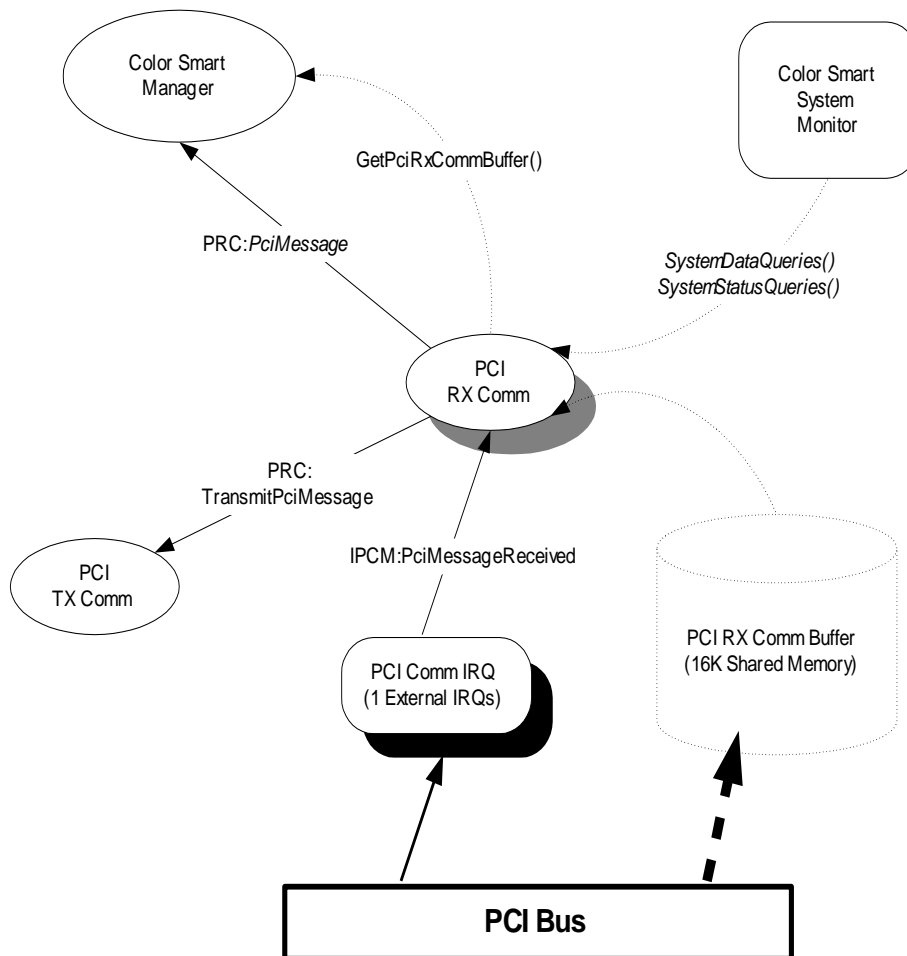 Color Smart
Manager
Color Smart
System
Monitor
GetPciRxCommBuffer()
PRC:PciMessage
SystemDataQueries()
SystemStatusQueries()
PCI
RX Comm
PRC:
TransmitPciMessage
IPCM:PciMessageReceived
PCI
TX Comm
PCI RX Comm Buffer
(16K Shared Memory)
PCI Comm IRQ
(1 External IRQs)
PCI Bus